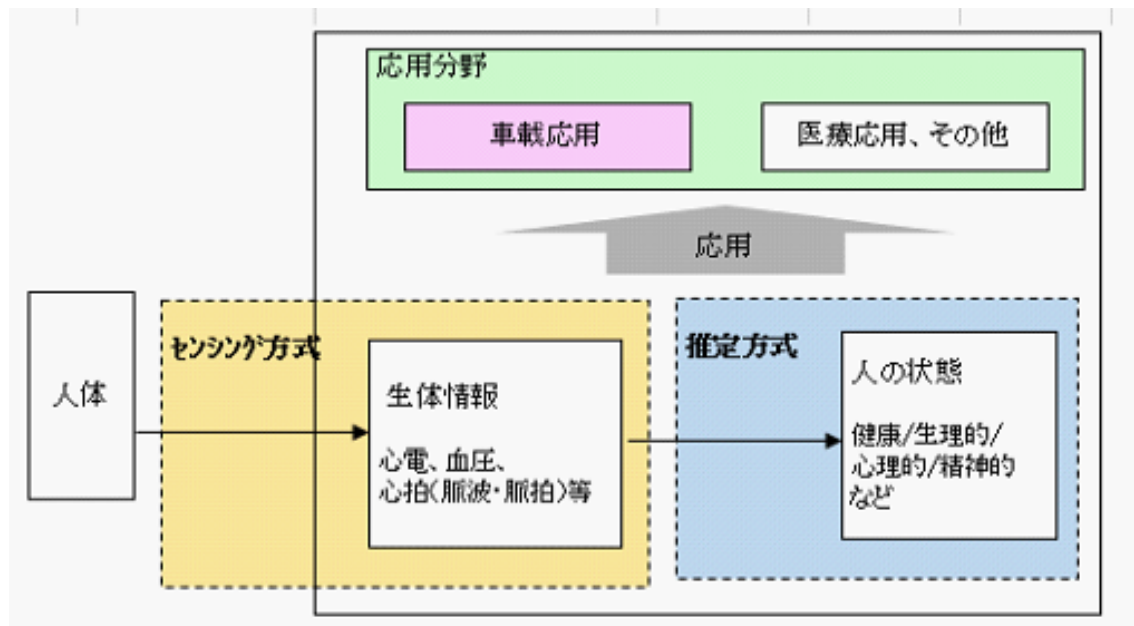 応用分野
車載応用
医療応用、その他
応用
人体
センシング方式
生体情報
心電、血圧、
心拍(脈波・脈拍)等
推定方式
人の状態
健康/生理的/
心理的/精神的
など